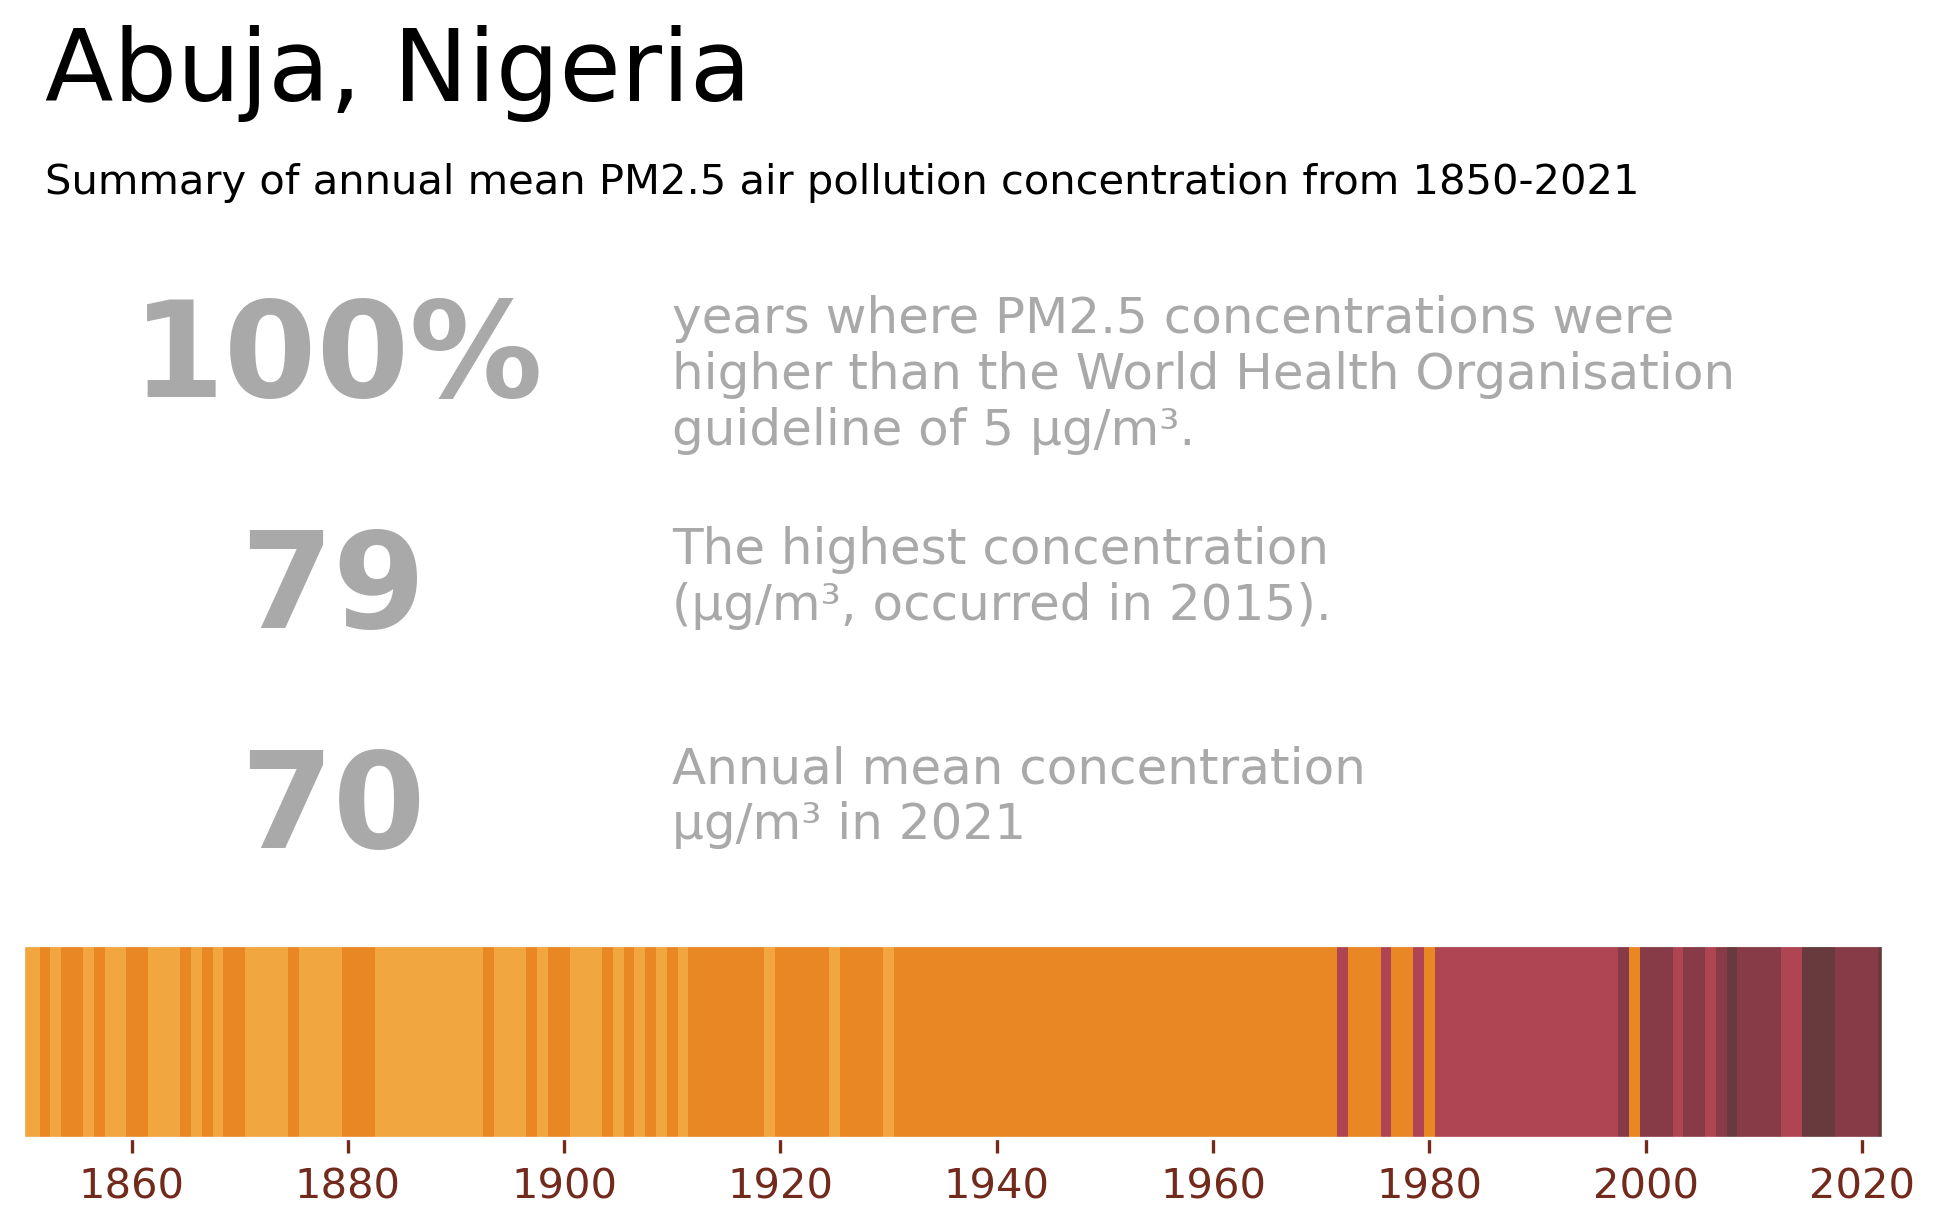 Abuja, Nigeria
Summary of annual mean PM2.5 air pollution concentration from 1850-2021
100%
years where PM2.5 concentrations were
higher than the World Health Organisation
guideline of 5 μg/m³.
79
The highest concentration
(μg/m³, occurred in 2015).
70
Annual mean concentration
μg/m³ in 2021
1860 1880 1900 1920 1940 1960 1980 2000 2020